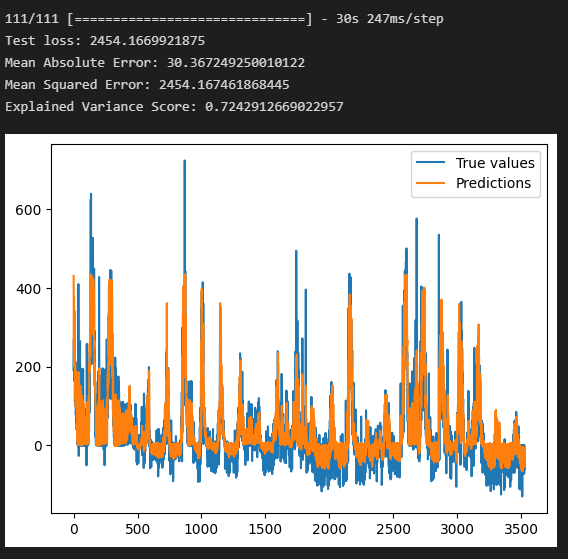 111/111 [==============================] - 30s 247ms/step
Test loss: 2454.1669921875
Mean Absolute Error: 30.367249250010122
Mean Squared Error: 2454.167461868445
Explained Variance Score: 0.7242912669022957
True values
Predictions
600
400
200
0
0 500 1000 1500 2000 2500 3000 3500